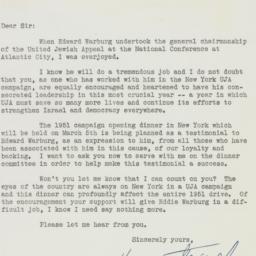 Dear Sir:
When Edward Warburg undertook the general chairmanship
of the United Jewish Appeal at the National Conference at
Atlantic City, I was overjoyed.
I know he will do a tremendous job and I do not doubt
that you, as one who has worked with him in the New York UJA
campaign, are equally encouraged and heartened to have his con-
secrated leadership in this most crucial year -- a year in which
UJA must save so many more lives and continue its efforts to
strengthen Israel and democracy everywhere.
The 1951 campaign opening dinner in New York which
will be held on March 8th is being planned as a testimonial to
Edward Warburg, as an expression to him, from all those who have
been associated with him in this cause, of our loyalty and
backing. I want to ask you now to serve with me on the dinner
committee in order to help make this testimonial a success.
Won't you let me know that I can count on you? The
eyes of the country are always on New York in a UJA campaign
and this dinner can profoundly affect the entire 1951 drive. Of
the encouragement your support will give Eddie Warburg in a dif-
ficult job, I know I need say nothing more.
Please let me hear from you.
Sincerely yours,